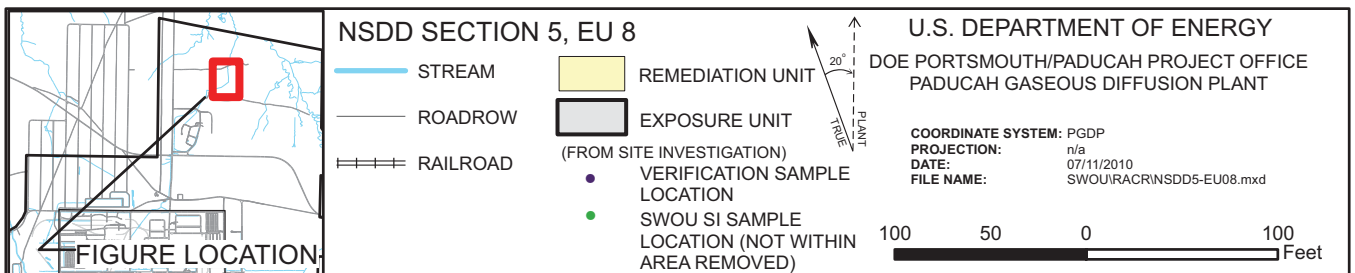 FIGURE LOCATION
NSDD SECTION 5, EU 8
STREAM
ROADROW
RAILROAD
REMEDIATION UNIT
EXPOSURE UNIT
(FROM SITE INVESTIGATION)
VERIFICATION SAMPLE
LOCATION
SWOU SI SAMPLE
LOCATION (NOT WITHIN
AREA REMOVED)
20°
TRUE
PLANT
U.S. DEPARTMENT OF ENERGY
DOE PORTSMOUTH/PADUCAH PROJECT OFFICE
PADUCAH GASEOUS DIFFUSION PLANT
COORDINATE SYSTEM: PGDP
PROJECTION: n/a
DATE: 07/11/2010
FILE NAME: SWOU\RACR\NSDD5-EU08.mxd
100 50 0 100
Feet